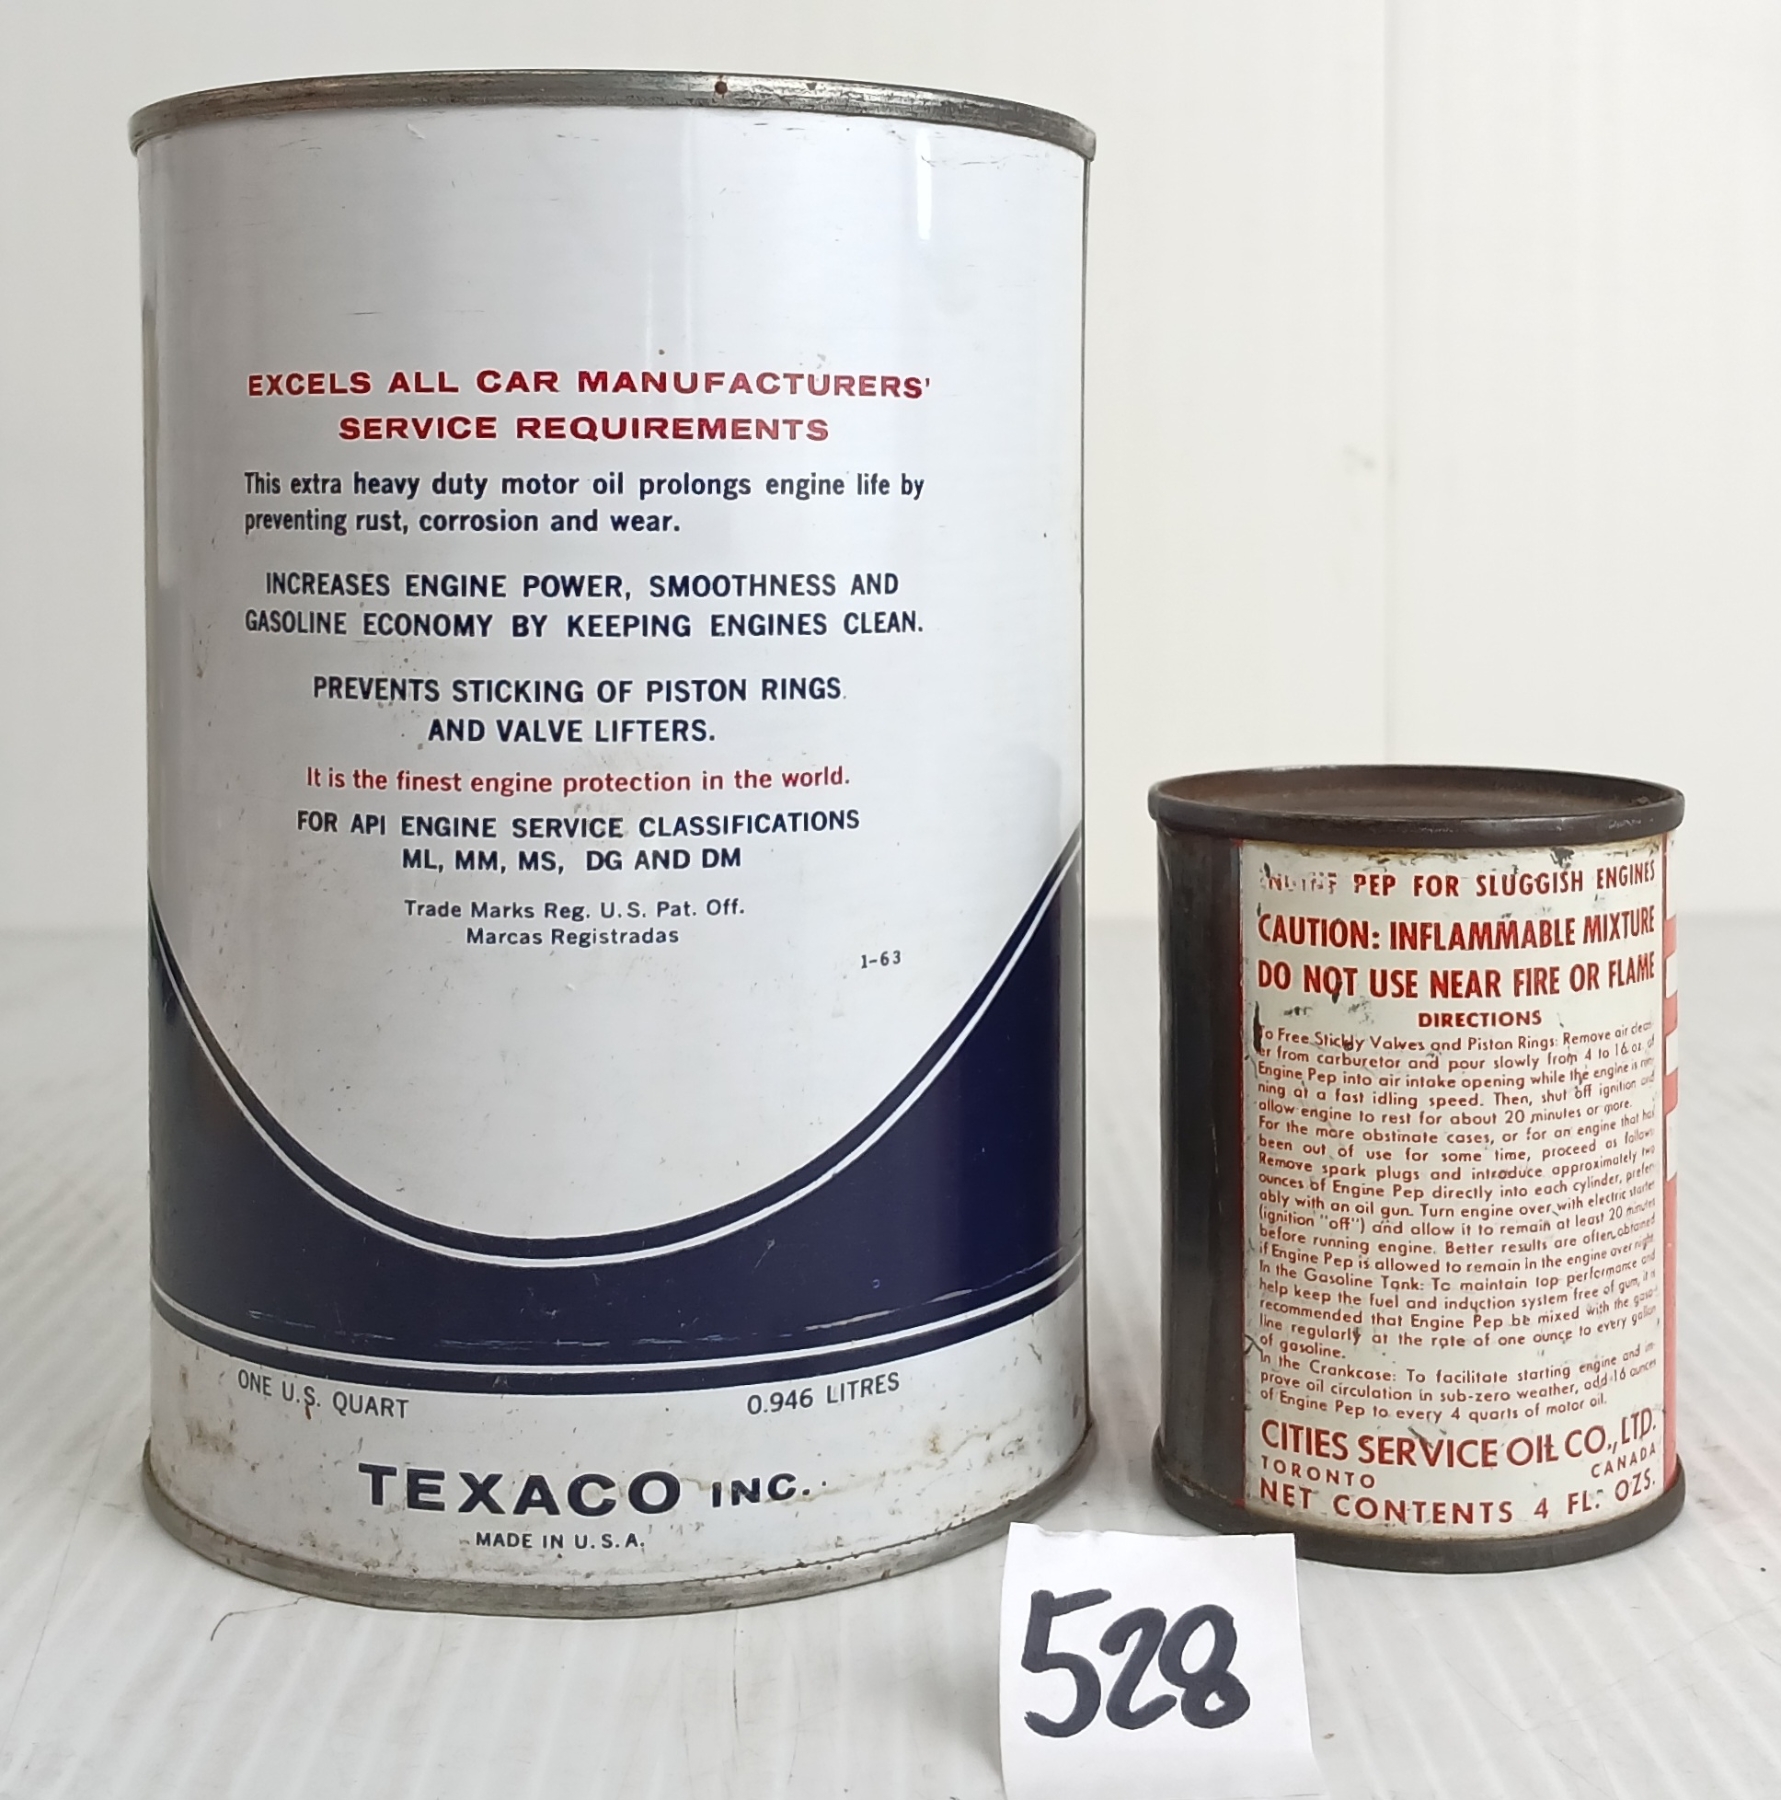 EXCELS ALL CAR MANUFACTURERS'
SERVICE REQUIREMENTS
This extra heavy duty motor oil prolongs engine life by
preventing rust, corrosion and wear.
INCREASES ENGINE POWER, SMOOTHNESS AND
GASOLINE ECONOMY BY KEEPING ENGINES CLEAN.
PREVENTS STICKING OF PISTON RINGS
AND VALVE LIFTERS.
It is the finest engine protection in the world.
FOR API ENGINE SERVICE CLASSIFICATIONS
ML, MM, MS, DG AND DM
Trade Marks Reg. U.S. Pat. Off.
Marcas Registradas
1-63
ONE U.S. QUART 0.946 LITRES
TEXACO INC.
MADE IN U.S.A.
PEP FOR SLUGGISH ENGINES
CAUTION: INFLAMMABLE MIXTURE
DO NOT USE NEAR FIRE OR FLAME
DIRECTIONS
To Free Stickly Valves and Piston Rings: Remove air clean-
er from carburetor and pour slowly from 4 to 16 oz. of
Engine Pep into air intake opening while the engine is run-
ning at a fast idling speed. Then, shut off ignition and
allow engine to rest for about 20 minutes or more.
For the more obstinate cases, or for an engine that has
been out of use for some time, proceed as follows
Remove spark plugs and introduce approximately two
ounces of Engine Pep directly into each cylinder, prefer-
ably with an oil gun. Turn engine over with electric starter
(ignition "off") and allow it to remain at least 20 minutes
before running engine. Better results are often obtained
if Engine Pep is allowed to remain in the engine over night
In the Gasoline Tank: To maintain top performance and
help keep the fuel and induction system free of gum, it is
recommended that Engine Pep be mixed with the gaso-
line regularly at the rate of one ounce to every gallon
of gasoline.
In the Crankcase: To facilitate starting engine and im-
prove oil circulation in sub-zero weather, add 16 ounces
of Engine Pep to every 4 quarts of motor oil.
CITIES SERVICE OIL CO., LTD.
TORONTO CANADA
NET CONTENTS 4 FL. OZS.
528